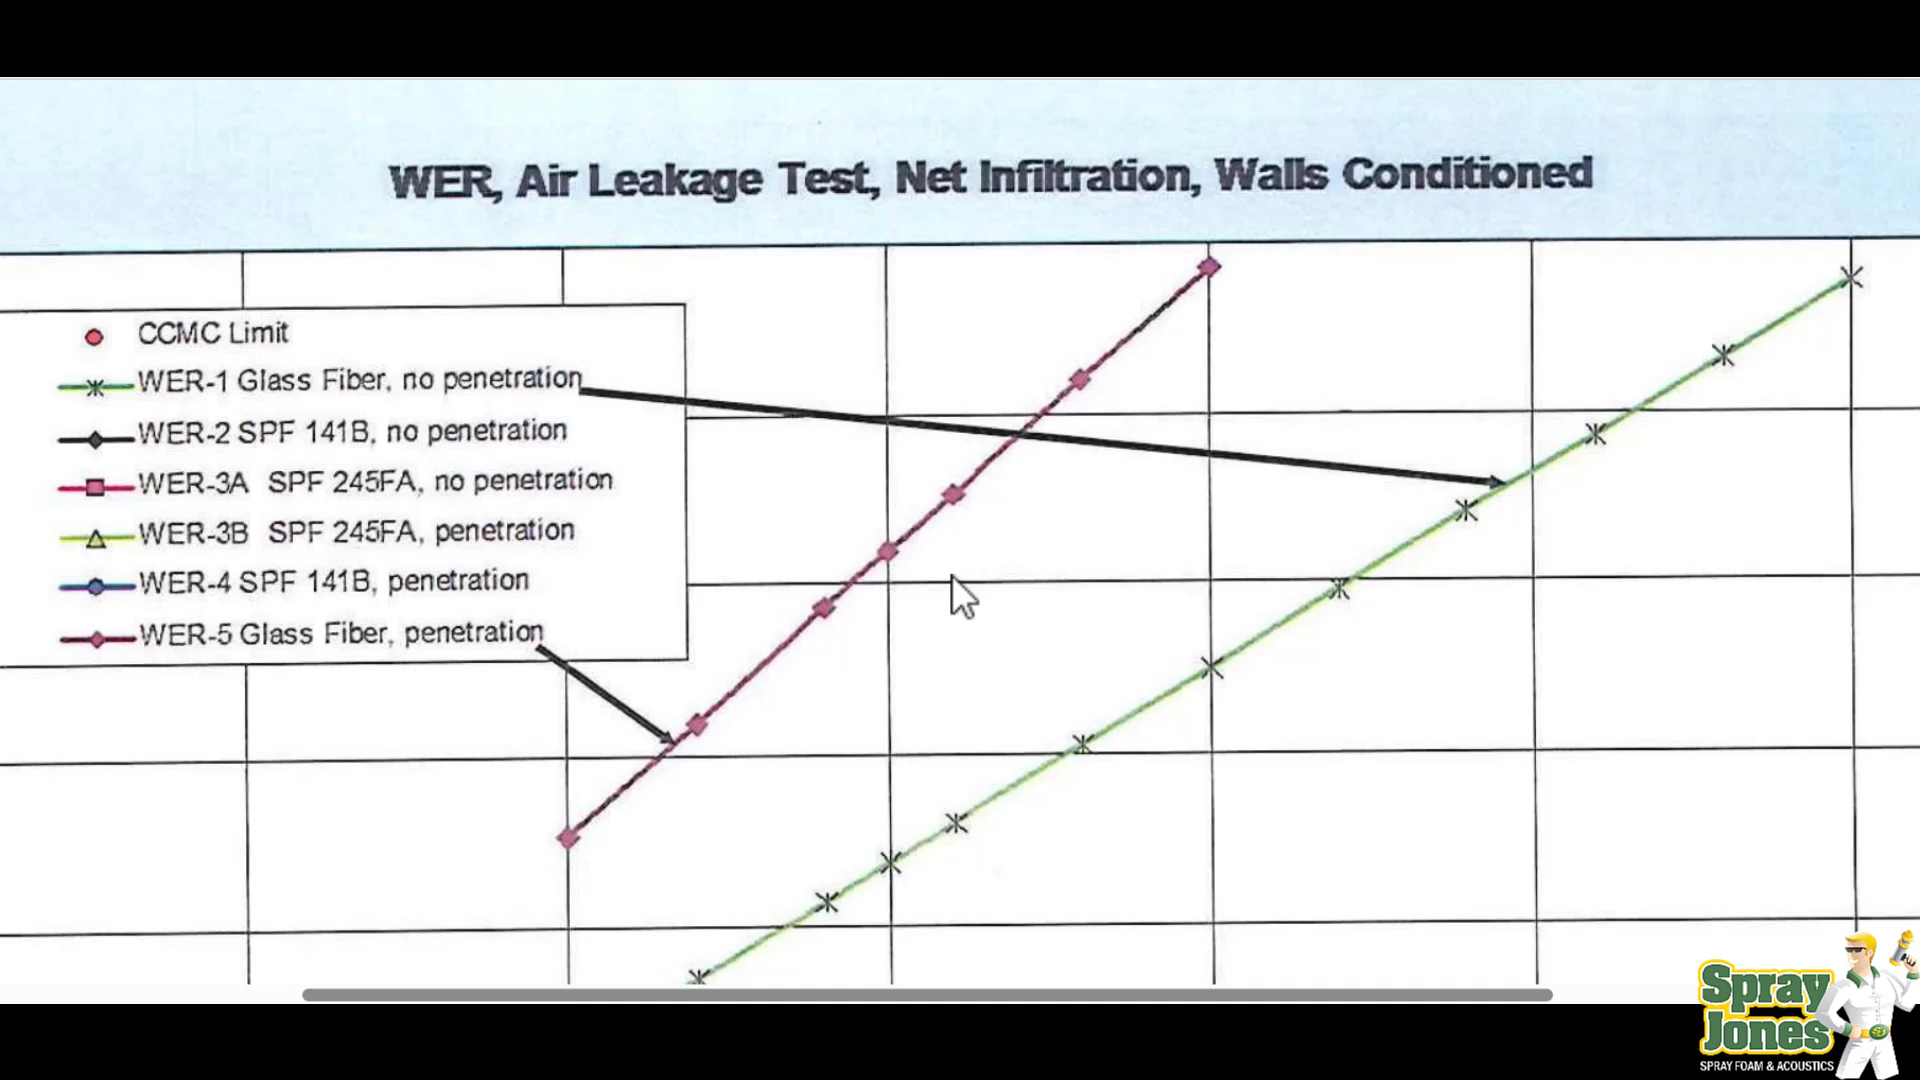 WER, Air Leakage Test, Net Infiltration, Walls Conditioned
CCMC Limit
WER-1 Glass Fiber, no penetration
WER-2 SPF 141B, no penetration
WER-3A SPF 245FA, no penetration
WER-3B SPF 245FA, penetration
WER-4 SPF 141B, penetration
WER-5 Glass Fiber, penetration
Spray
Jones
SPRAY FOAM & ACOUSTICS